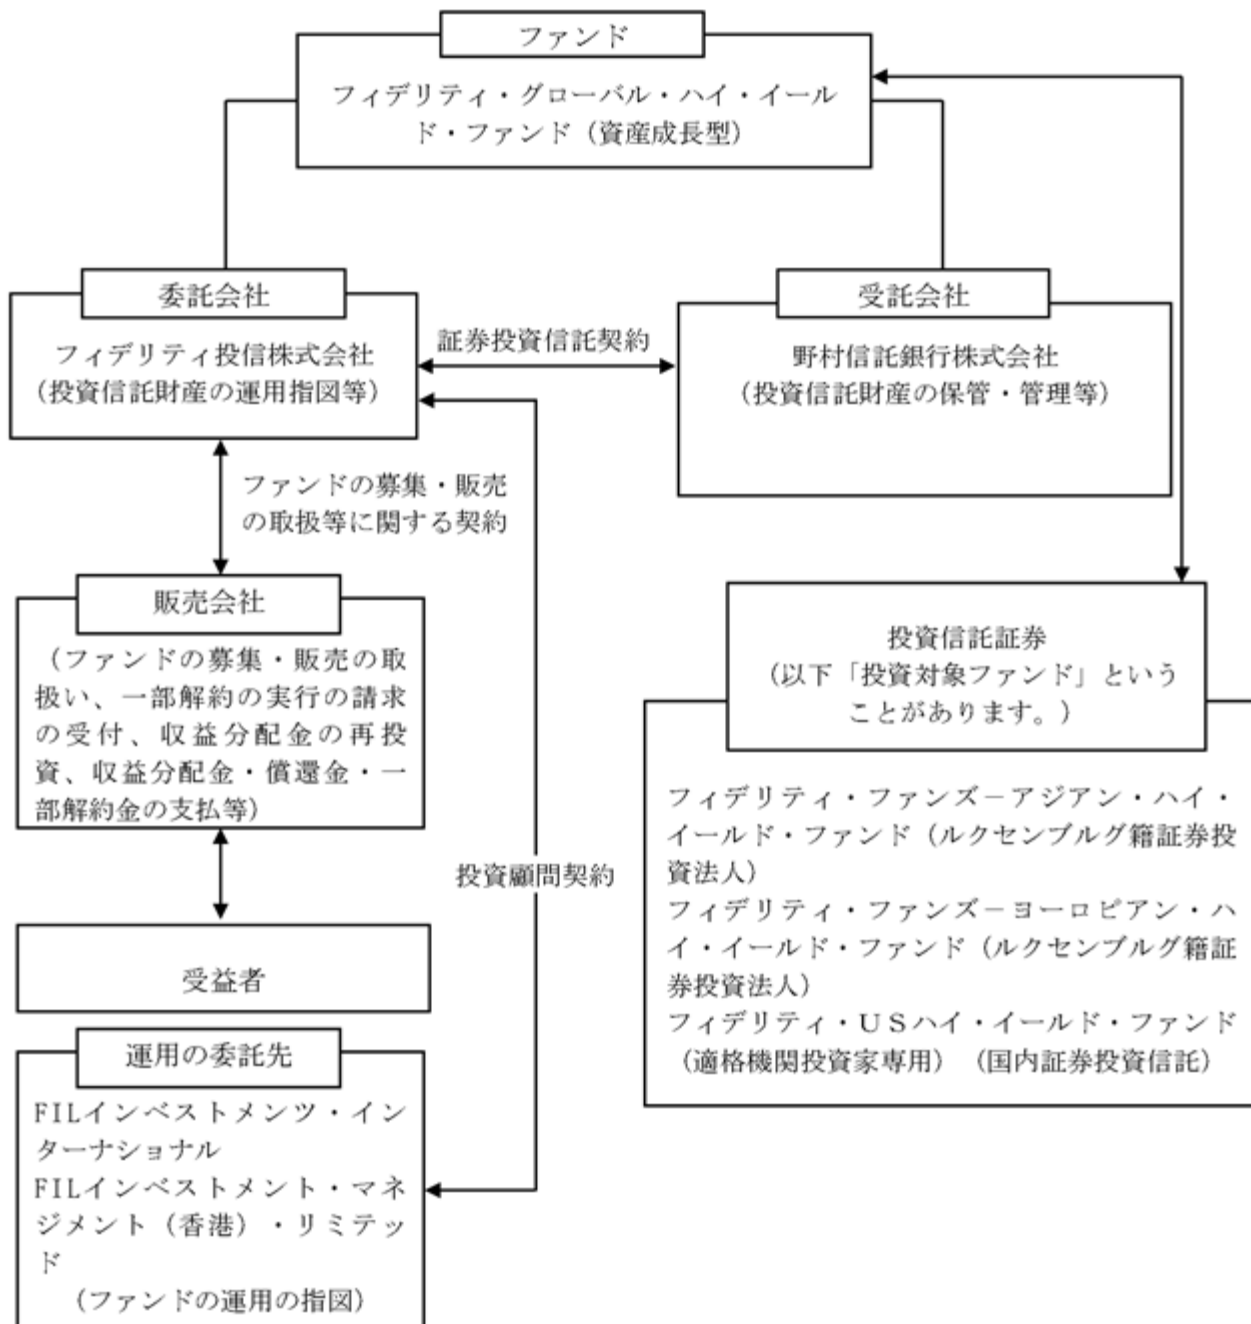 ファンド
フィデリティ・グローバル・ハイ・イール
ド・ファンド（資産成長型）
委託会社
フィデリティ投信株式会社
（投資信託財産の運用指図等）
証券投資信託契約
受託会社
野村信託銀行株式会社
（投資信託財産の保管・管理等）
ファンドの募集・販売
の取扱等に関する契約
販売会社
（ファンドの募集・販売の取
扱い、一部解約の実行の請求
の受付、収益分配金の再投
資、収益分配金・償還金・一
部解約金の支払等）
投資顧問契約
受益者
運用の委託先
FILインベストメンツ・イン
ターナショナル
FILインベストメント・マネ
ジメント（香港）・リミテッ
ド
（ファンドの運用の指図）
投資信託証券
（以下「投資対象ファンド」という
ことがあります。）
フィデリティ・ファンズ－アジアン・ハイ・
イールド・ファンド（ルクセンブルグ籍証券投
資法人）
フィデリティ・ファンズ－ヨーロピアン・ハ
イ・イールド・ファンド（ルクセンブルグ籍証
券投資法人）
フィデリティ・ＵＳハイ・イールド・ファンド
（適格機関投資家専用）（国内証券投資信託）